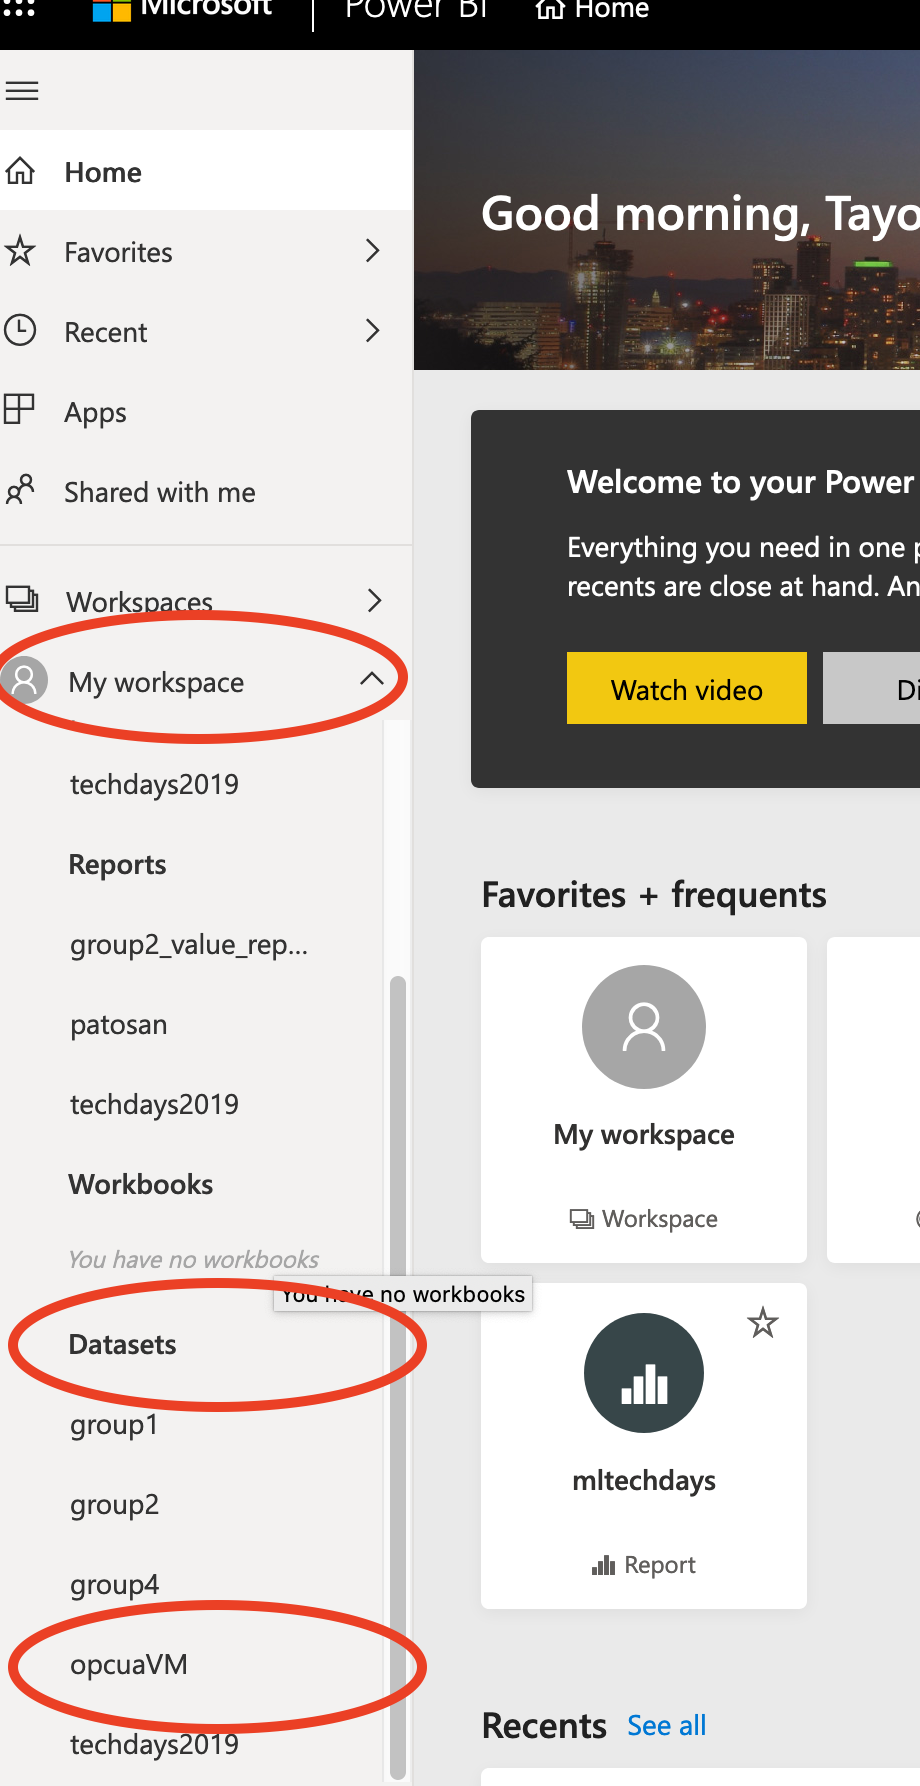 Microsoft
Power BI
Home
Home
Favorites
Recent
Apps
Shared with me
Workspaces
My workspace
techdays2019
Reports
group2_value_rep...
patosan
techdays2019
Workbooks
You have no workbooks
You have no workbooks
Datasets
group1
group2
group4
opcuaVM
techdays2019
Good morning, Tayo
Welcome to your Power
Everything you need in one
recents are close at hand. An
Watch video
Di
Favorites + frequents
My workspace
Workspace
mltechdays
Report
Recents See all